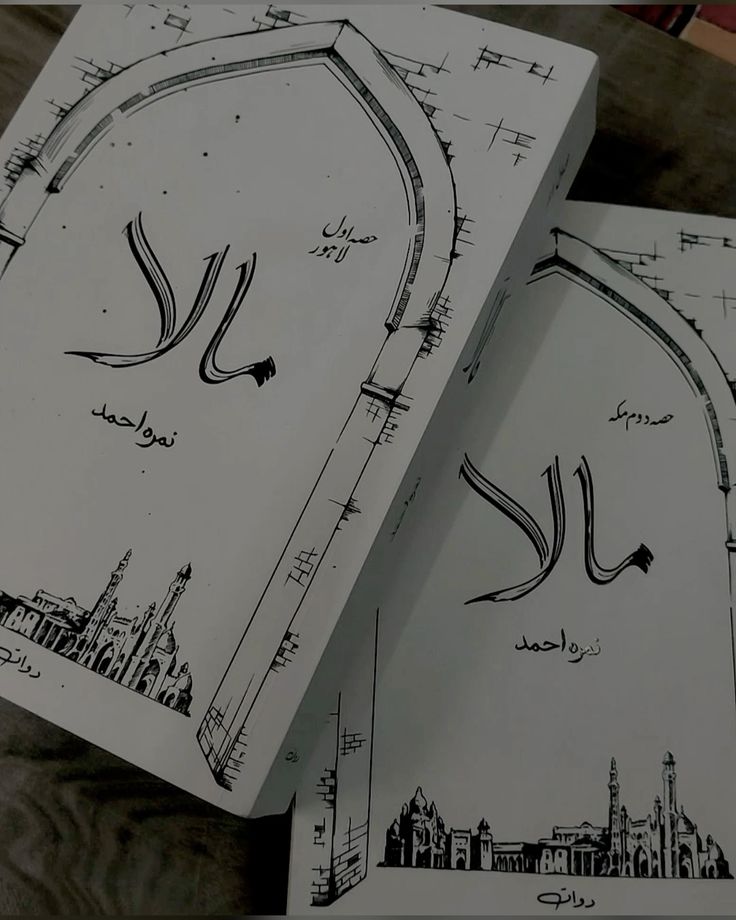 حصہ اول
لاہور
مالا
نمرہ احمد
دوات
حصہ دوم مکہ
مالا
نمرہ احمد
دوات